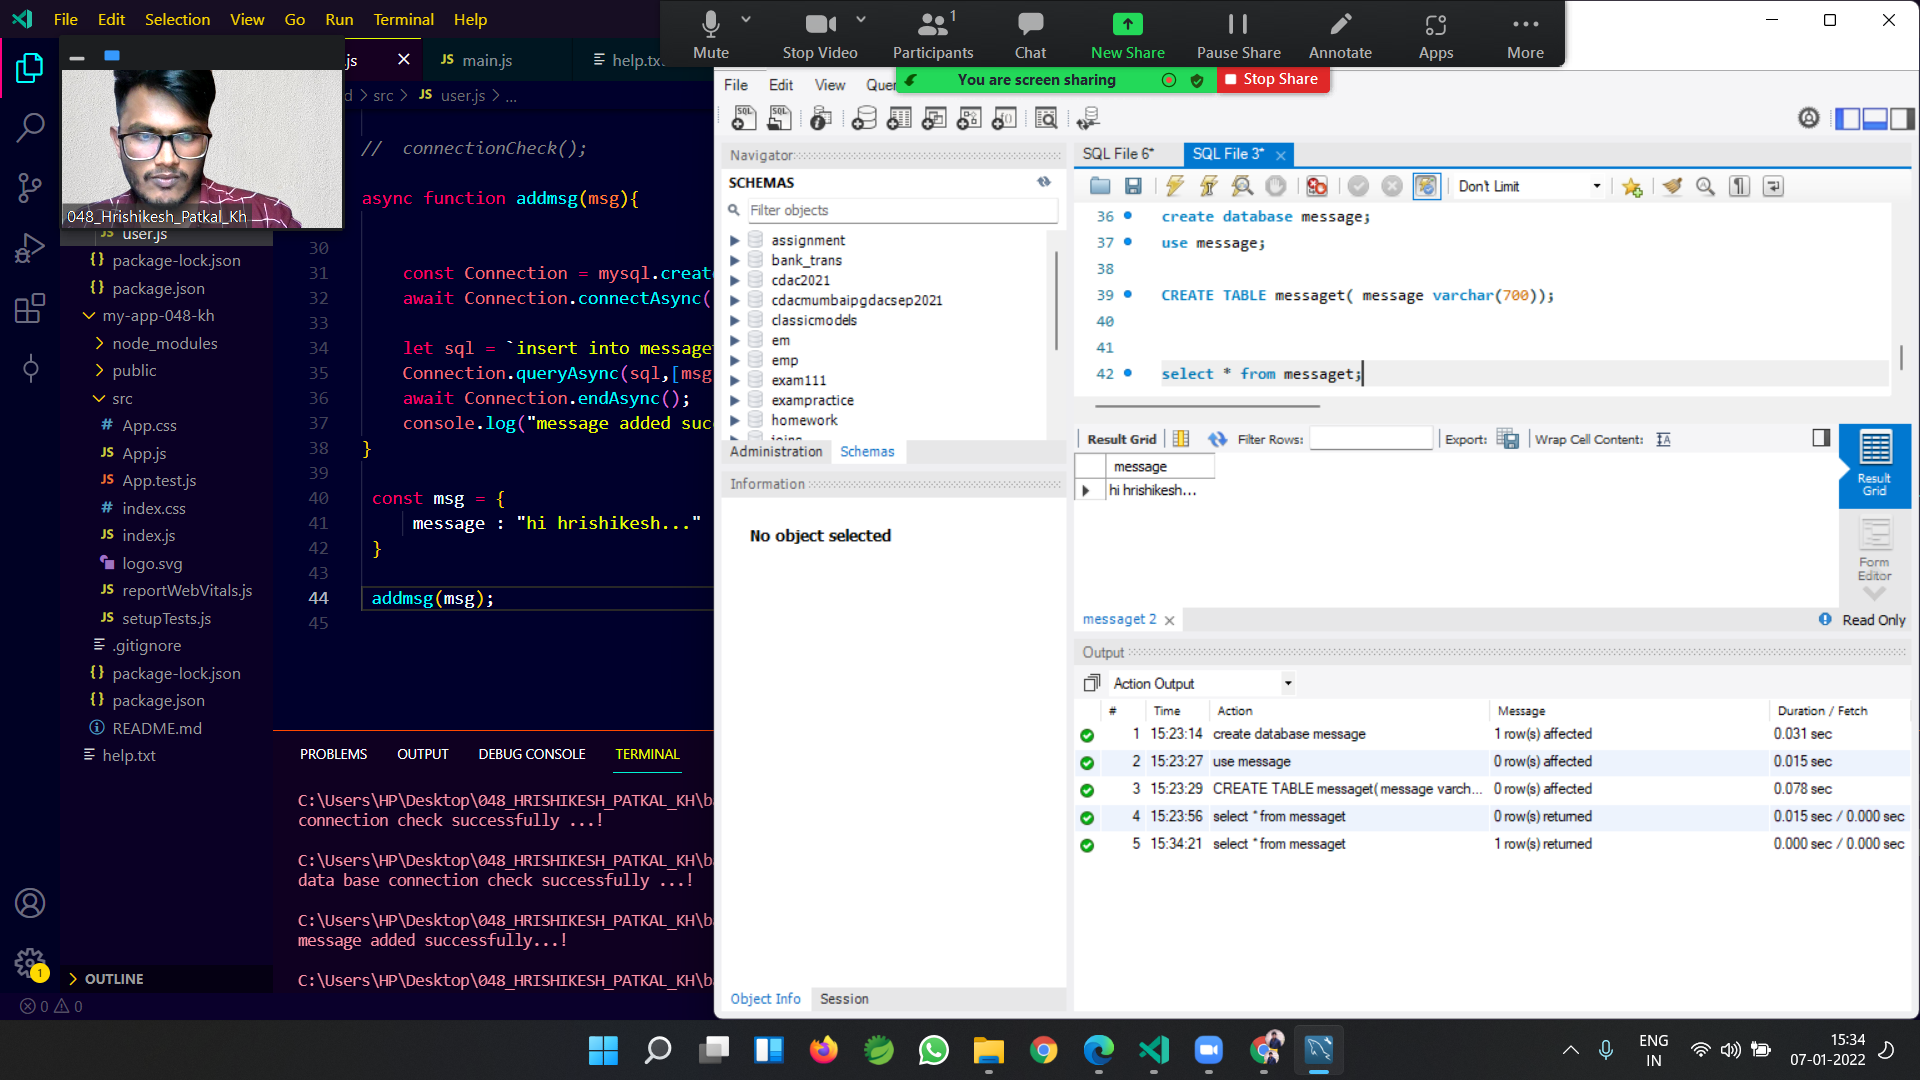 File Edit Selection View Go Run Terminal Help
Mute
Stop Video
1
Participants
Chat
New Share
Pause Share
Annotate
Apps
More
You are screen sharing
Stop Share
.js
JS main.js
help.txt
d > src > JS user.js > ...
048_Hrishikesh_Patkal_Kh
JS user.js
{} package-lock.json
{} package.json
my-app-048-kh
node_modules
public
src
# App.css
JS App.js
JS App.test.js
# index.css
JS index.js
logo.svg
JS reportWebVitals.js
JS setupTests.js
.gitignore
{} package-lock.json
{} package.json
README.md
help.txt
OUTLINE
1
0 0
// connectionCheck();
async function addmsg(msg){
30
31 const Connection = mysql.create
32 await Connection.connectAsync(
33
34 let sql = `insert into message
35 Connection.queryAsync(sql,[msg
36 await Connection.endAsync();
37 console.log("message added suc
38 }
39
40 const msg = {
41 message : "hi hrishikesh..."
42 }
43
44 addmsg(msg);
45
PROBLEMS OUTPUT DEBUG CONSOLE TERMINAL
C:\Users\HP\Desktop\048_HRISHIKESH_PATKAL_KH\b
connection check successfully ...!
C:\Users\HP\Desktop\048_HRISHIKESH_PATKAL_KH\b
data base connection check successfully ...!
C:\Users\HP\Desktop\048_HRISHIKESH_PATKAL_KH\b
message added successfully...!
C:\Users\HP\Desktop\048_HRISHIKESH_PATKAL_KH\b
File Edit View Quer
Navigator
SCHEMAS
Filter objects
assignment
bank_trans
cdac2021
cdacmumbaipgdacsep2021
classicmodels
em
emp
exam111
exampractice
homework
joins
Administration Schemas
Information
No object selected
Object Info Session
SQL File 6* SQL File 3*
Don't Limit
36 create database message;
37 use message;
38
39 CREATE TABLE messaget( message varchar(700));
40
41
42 select * from messaget;
Result Grid Filter Rows: Export: Wrap Cell Content:
message
hi hrishikesh...
Result
Grid
Form
Editor
messaget 2
Read Only
Output
Action Output
# Time Action Message Duration / Fetch
1 15:23:14 create database message 1 row(s) affected 0.031 sec
2 15:23:27 use message 0 row(s) affected 0.015 sec
3 15:23:29 CREATE TABLE messaget( message varch... 0 row(s) affected 0.078 sec
4 15:23:56 select * from messaget 0 row(s) returned 0.015 sec / 0.000 sec
5 15:34:21 select * from messaget 1 row(s) returned 0.000 sec / 0.000 sec
ENG
IN
15:34
07-01-2022